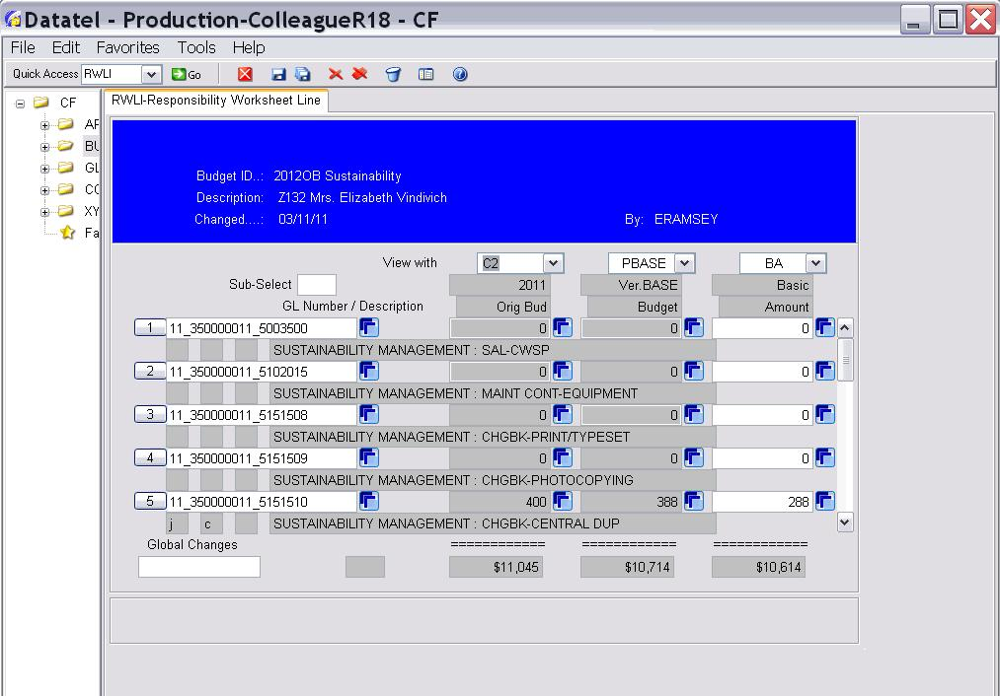 Datatel - Production-ColleagueR18 - CF
File Edit Favorites Tools Help
Quick Access RWLI Go
CF
AF
BU
GL
CO
XY
Fa
RWLI-Responsibility Worksheet Line
Budget ID..: 2012OB Sustainability
Description: Z132 Mrs. Elizabeth Vindivich
Changed....: 03/11/11 By: ERAMSEY
View with C2 PBASE BA
Sub-Select 2011 Ver.BASE Basic
GL Number / Description Orig Bud Budget Amount
1 11_350000011_5003500 0 0 0
SUSTAINABILITY MANAGEMENT : SAL-CWSP
2 11_350000011_5102015 0 0 0
SUSTAINABILITY MANAGEMENT : MAINT CONT-EQUIPMENT
3 11_350000011_5151508 0 0 0
SUSTAINABILITY MANAGEMENT : CHGBK-PRINT/TYPESET
4 11_350000011_5151509 0 0 0
SUSTAINABILITY MANAGEMENT : CHGBK-PHOTOCOPYING
5 11_350000011_5151510 400 388 288
j c SUSTAINABILITY MANAGEMENT : CHGBK-CENTRAL DUP
Global Changes ============ ============ ============
$11,045 $10,714 $10,614